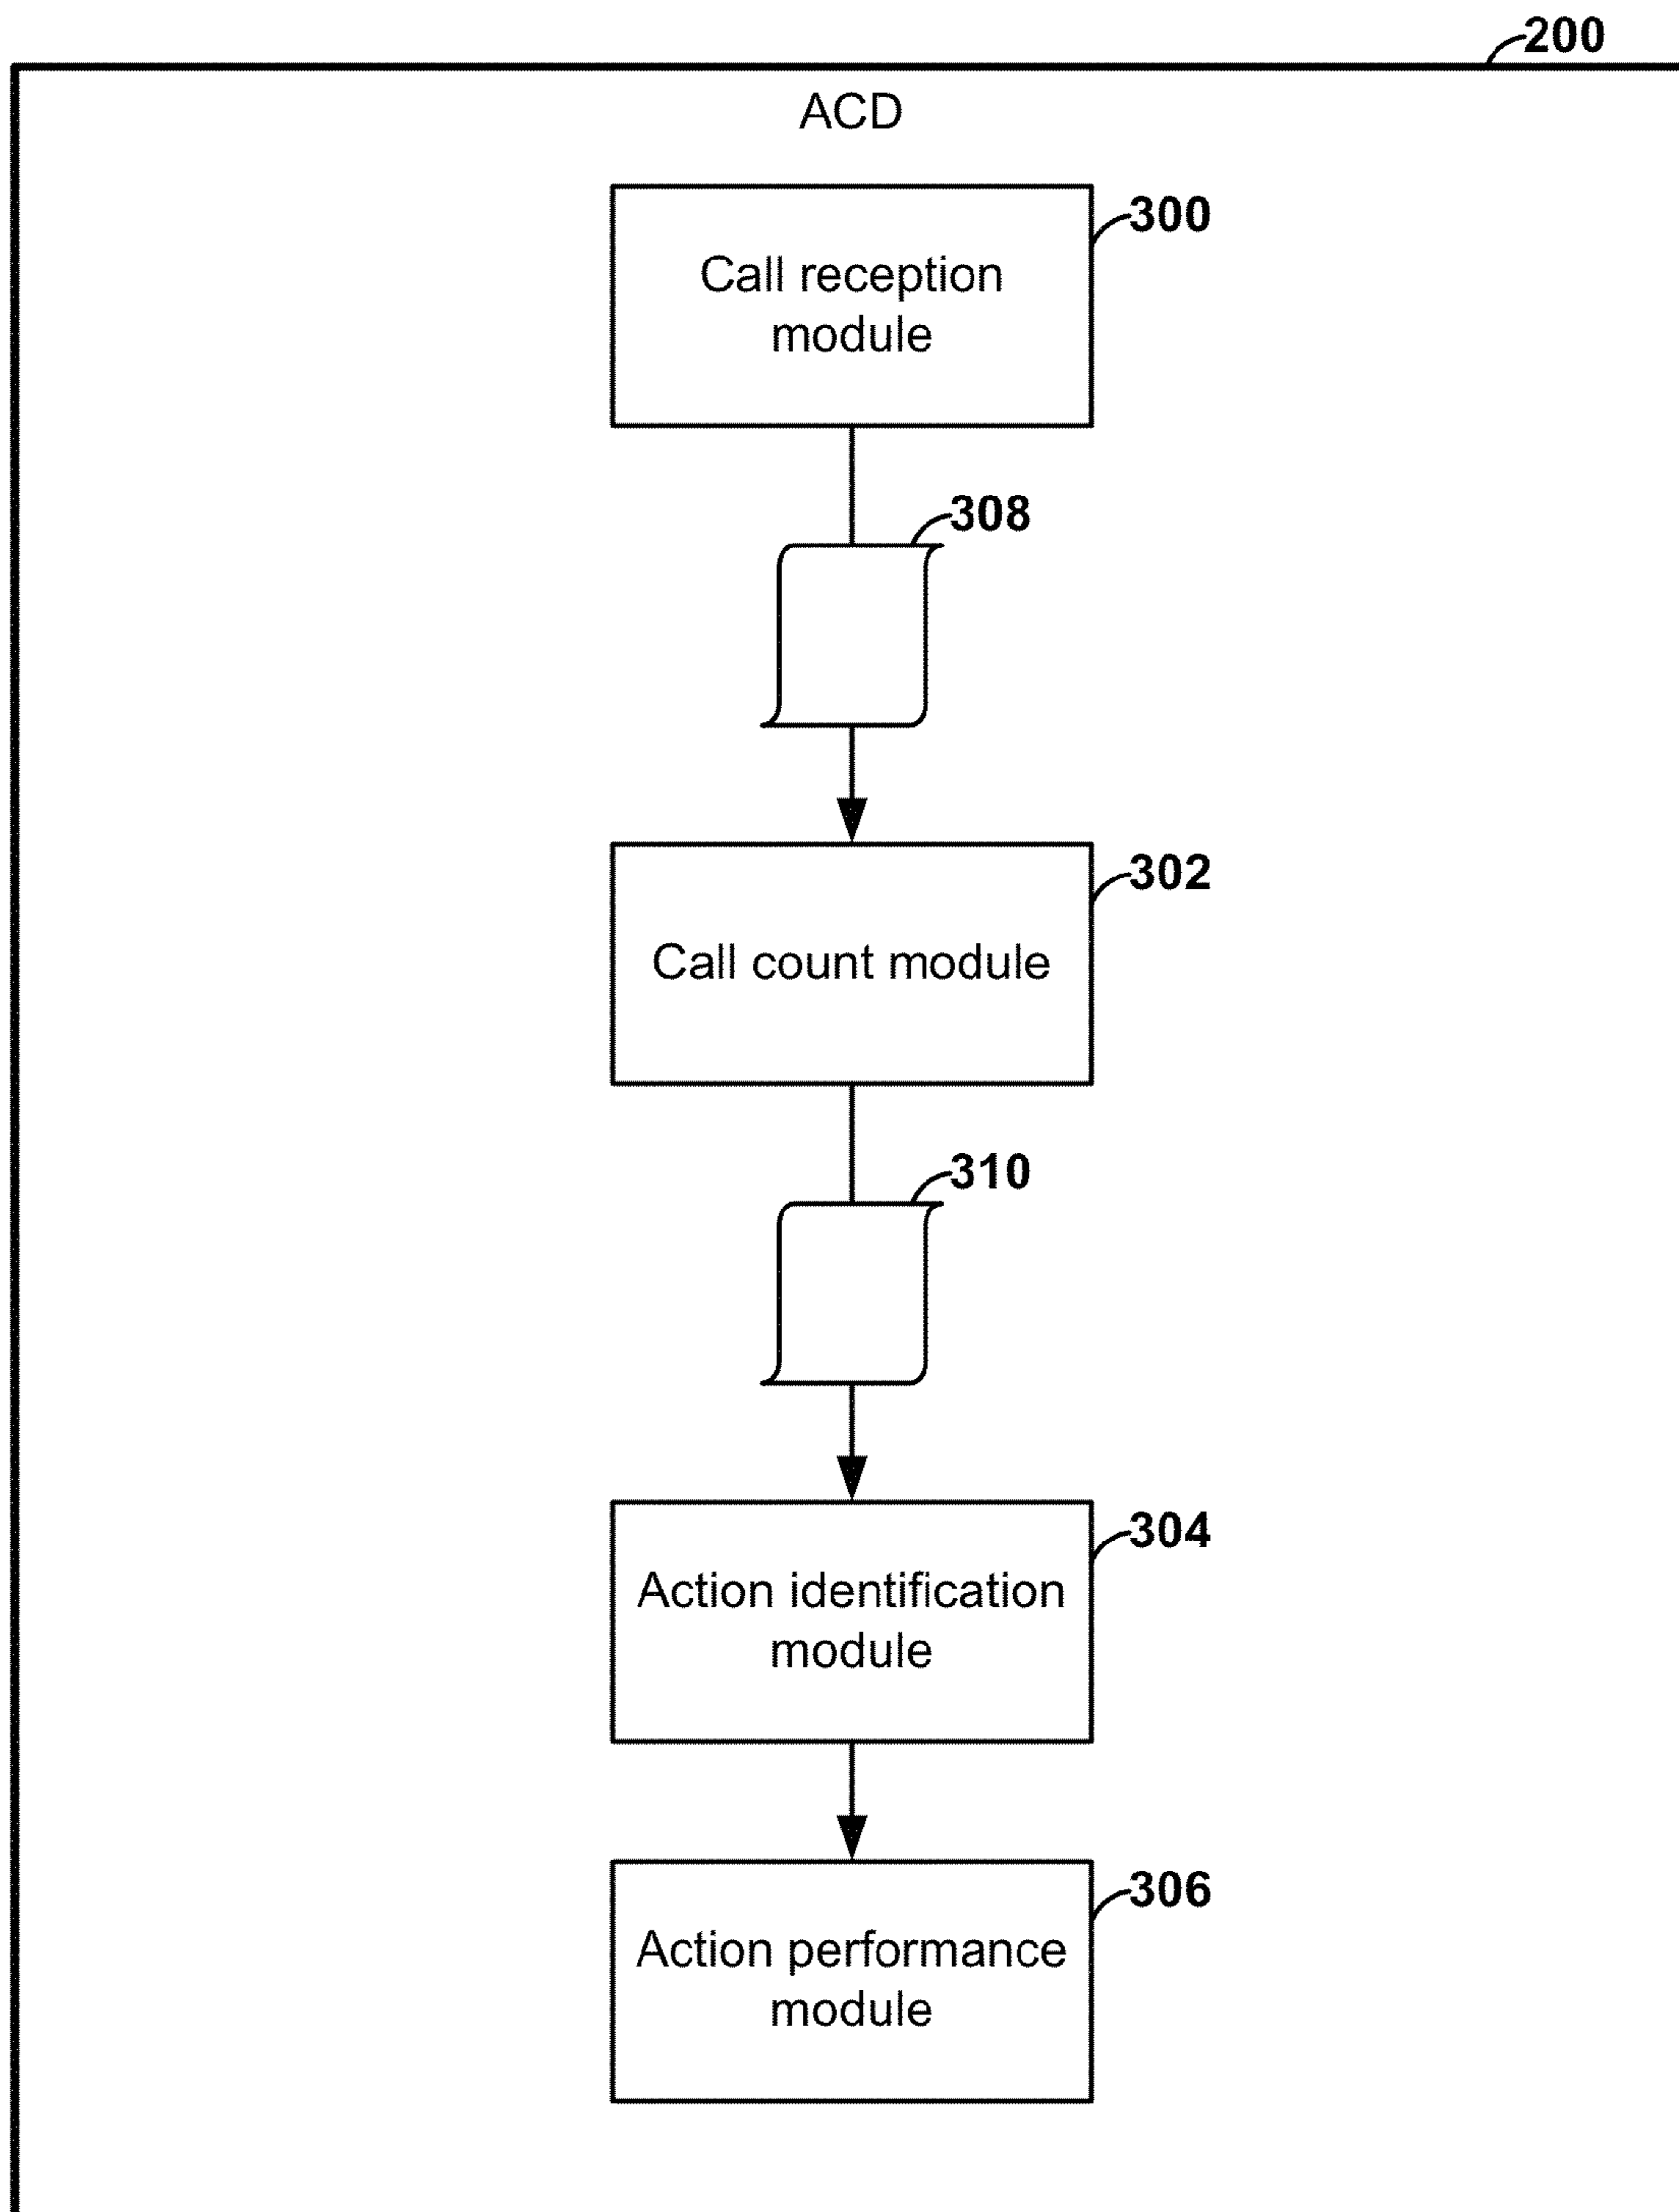 200
ACD
300
Call reception
module
308
302
Call count module
310
304
Action identification
module
306
Action performance
module